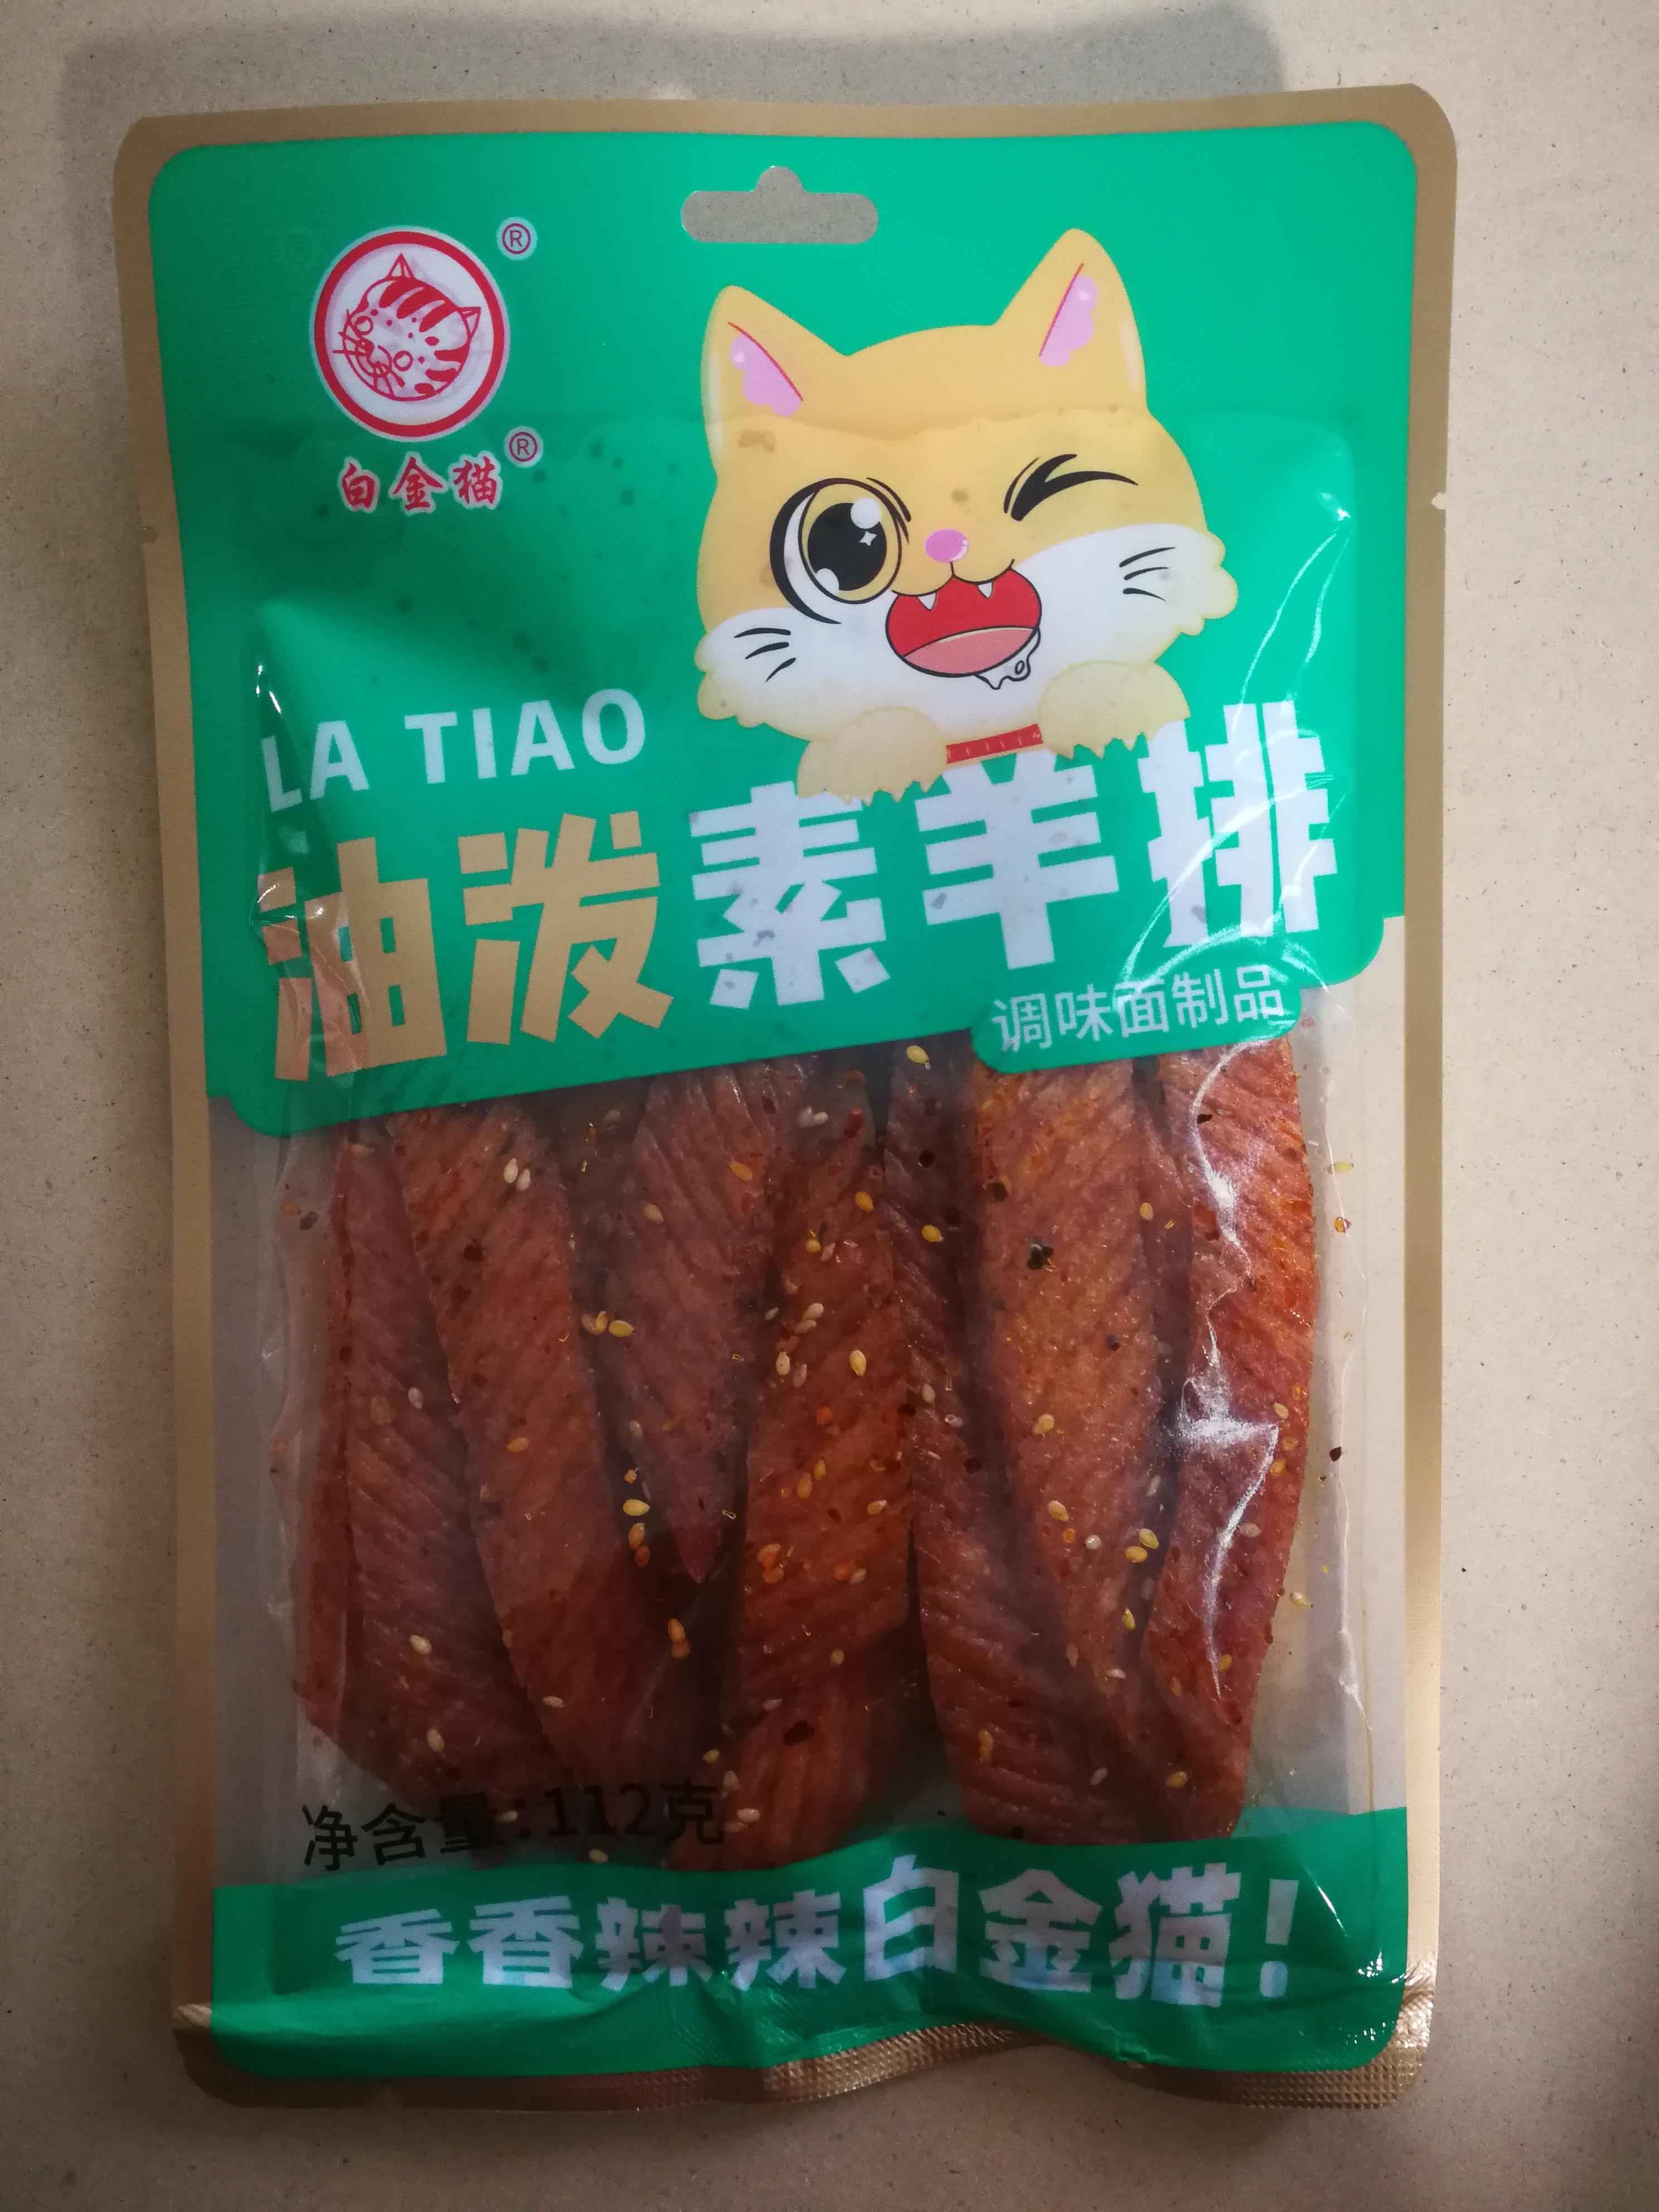 ®
白金猫®
LA TIAO
油泼素羊排
调味面制品
净含量:112克
香香辣辣白金猫!